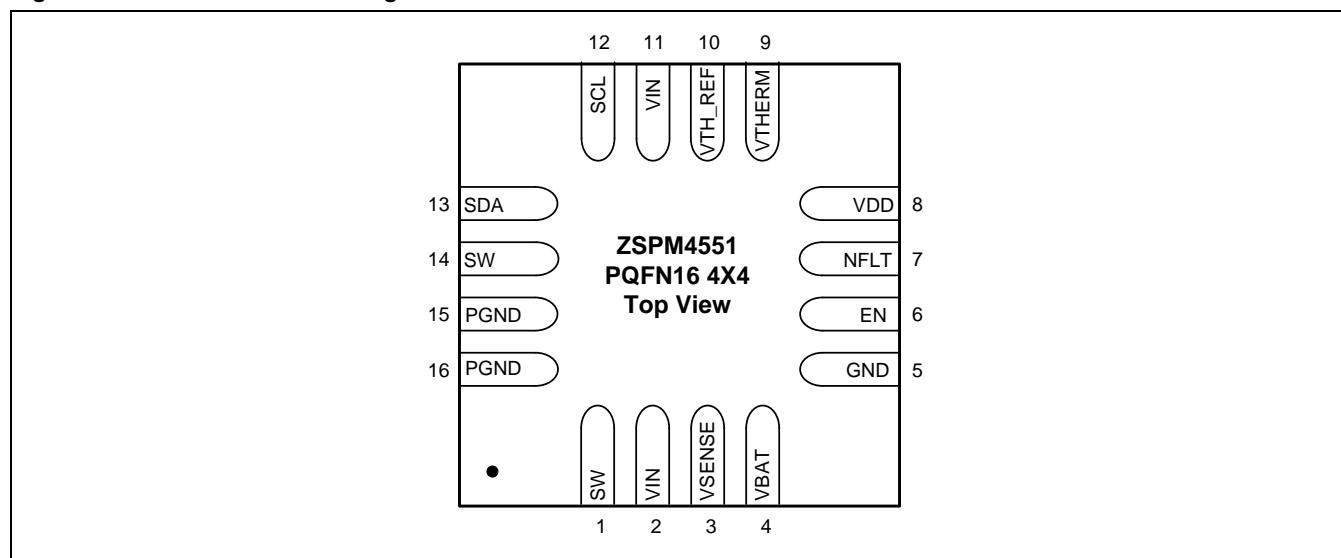 12 11 10 9
SCL VIN VTH_REF VTHERM
13 SDA
VDD 8
14 SW
NFLT 7
15 PGND
EN 6
16 PGND
GND 5
ZSPM4551
PQFN16 4X4
Top View
SW VIN VSENSE VBAT
1 2 3 4